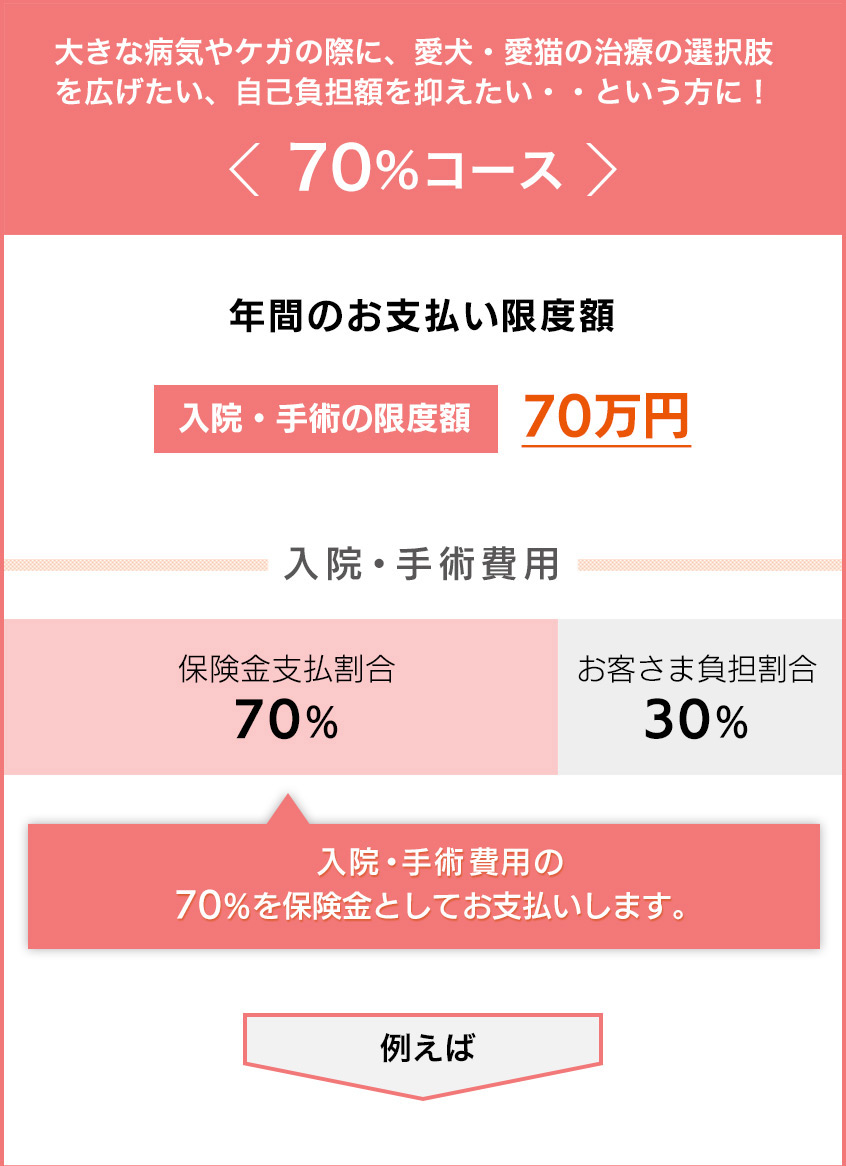 大きな病気やケガの際に、愛犬・愛猫の治療の選択肢
を広げたい、自己負担額を抑えたい・・という方に！
〈 70%コース 〉
年間のお支払い限度額
入院・手術の限度額 70万円
入院・手術費用
保険金支払割合 お客さま負担割合
70% 30%
入院・手術費用の
70%を保険金としてお支払いします。
例えば